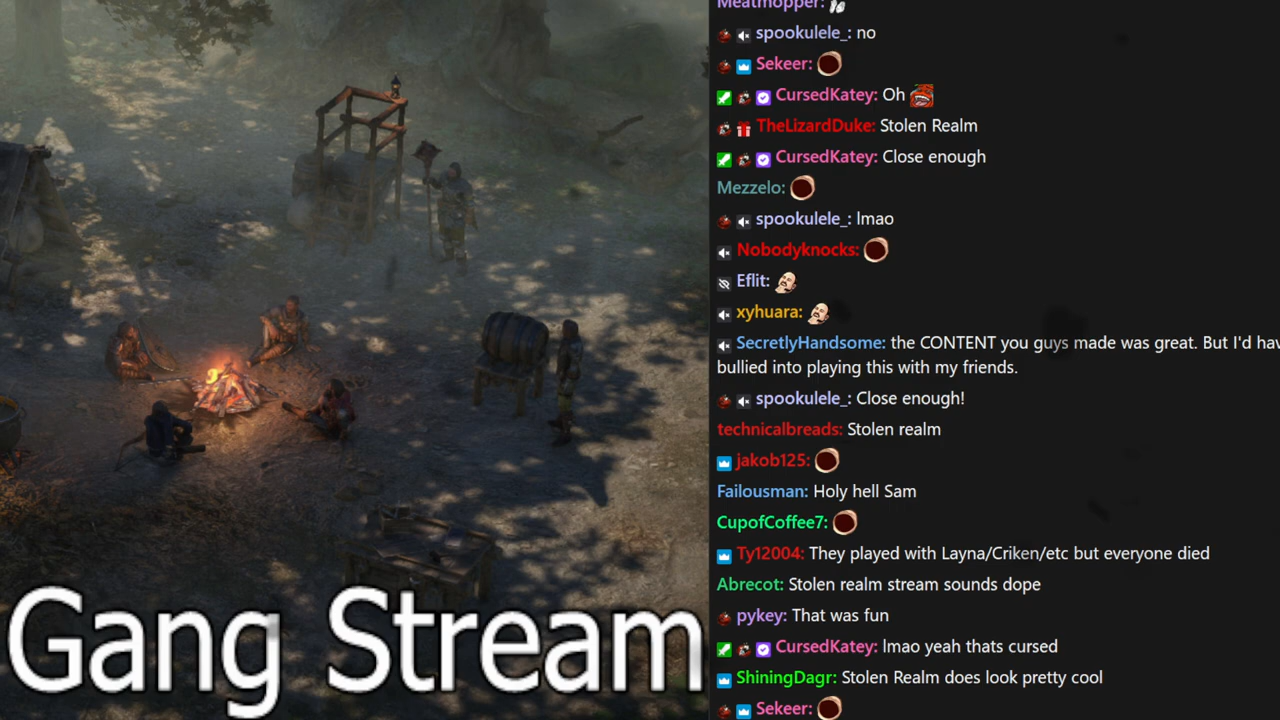 Meatmopper:
spookulele_: no
Sekeer:
CursedKatey: Oh
TheLizardDuke: Stolen Realm
CursedKatey: Close enough
Mezzelo:
spookulele_: lmao
Nobodyknocks:
Eflit:
xyhuara:
SecretlyHandsome: the CONTENT you guys made was great. But I'd hav
bullied into playing this with my friends.
spookulele_: Close enough!
technicalbreads: Stolen realm
jakob125:
Failousman: Holy hell Sam
CupofCoffee7:
Ty12004: They played with Layna/Criken/etc but everyone died
Abrecot: Stolen realm stream sounds dope
pykey: That was fun
CursedKatey: lmao yeah thats cursed
ShiningDagr: Stolen Realm does look pretty cool
Sekeer:
Gang Stream